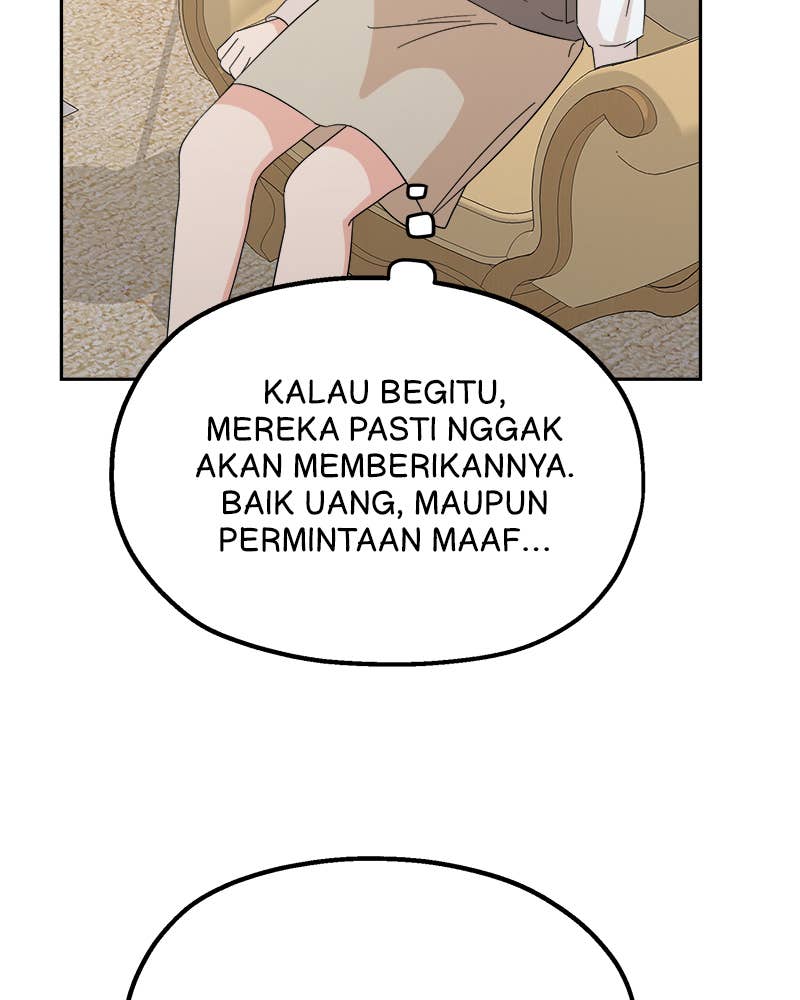 KALAU BEGITU,
MEREKA PASTI NGGAK
AKAN MEMBERIKANNYA.
BAIK UANG, MAUPUN
PERMINTAAN MAAF...